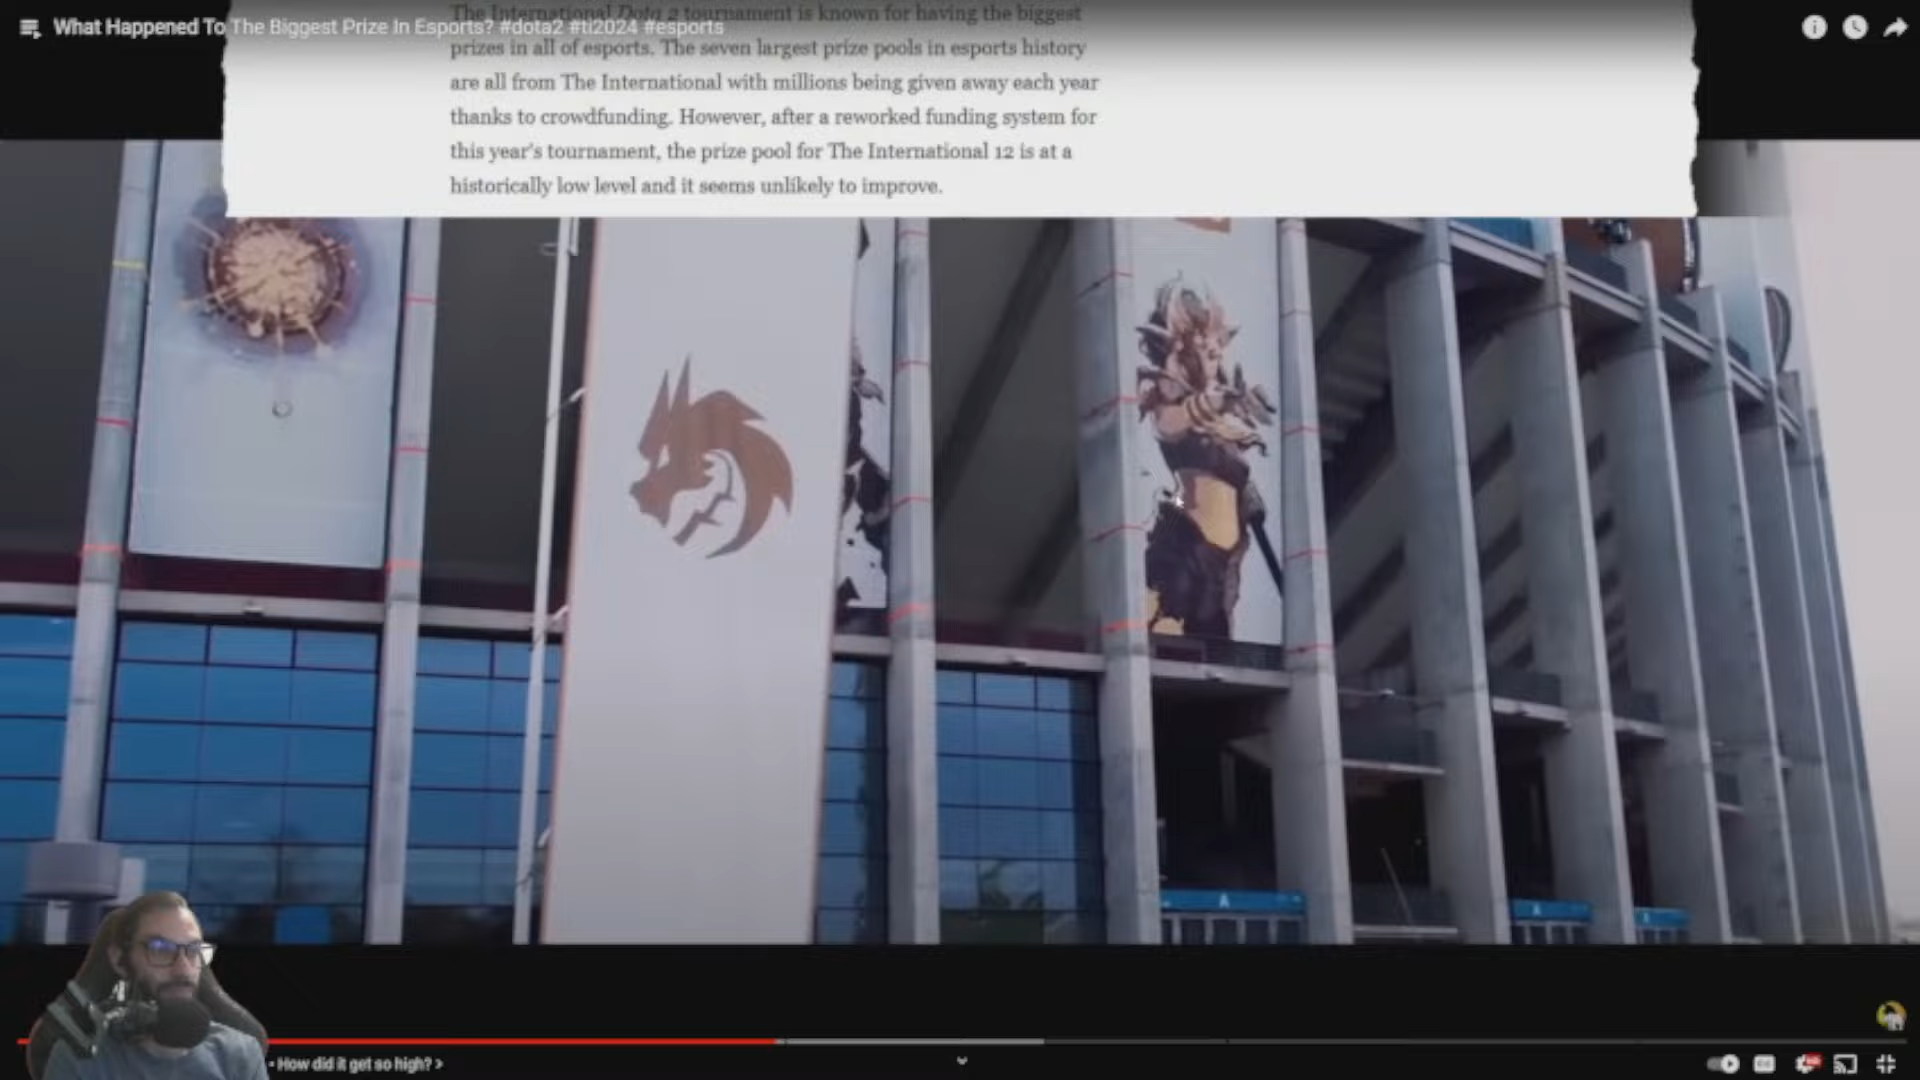 The International Dota 2 tournament is known for having the biggest
What Happened To The Biggest Prize In Esports? #dota2 #ti2024 #esports
prizes in all of esports. The seven largest prize pools in esports history
are all from The International with millions being given away each year
thanks to crowdfunding. However, after a reworked funding system for
this year's tournament, the prize pool for The International 12 is at a
historically low level and it seems unlikely to improve.
A
• How did it get so high? >